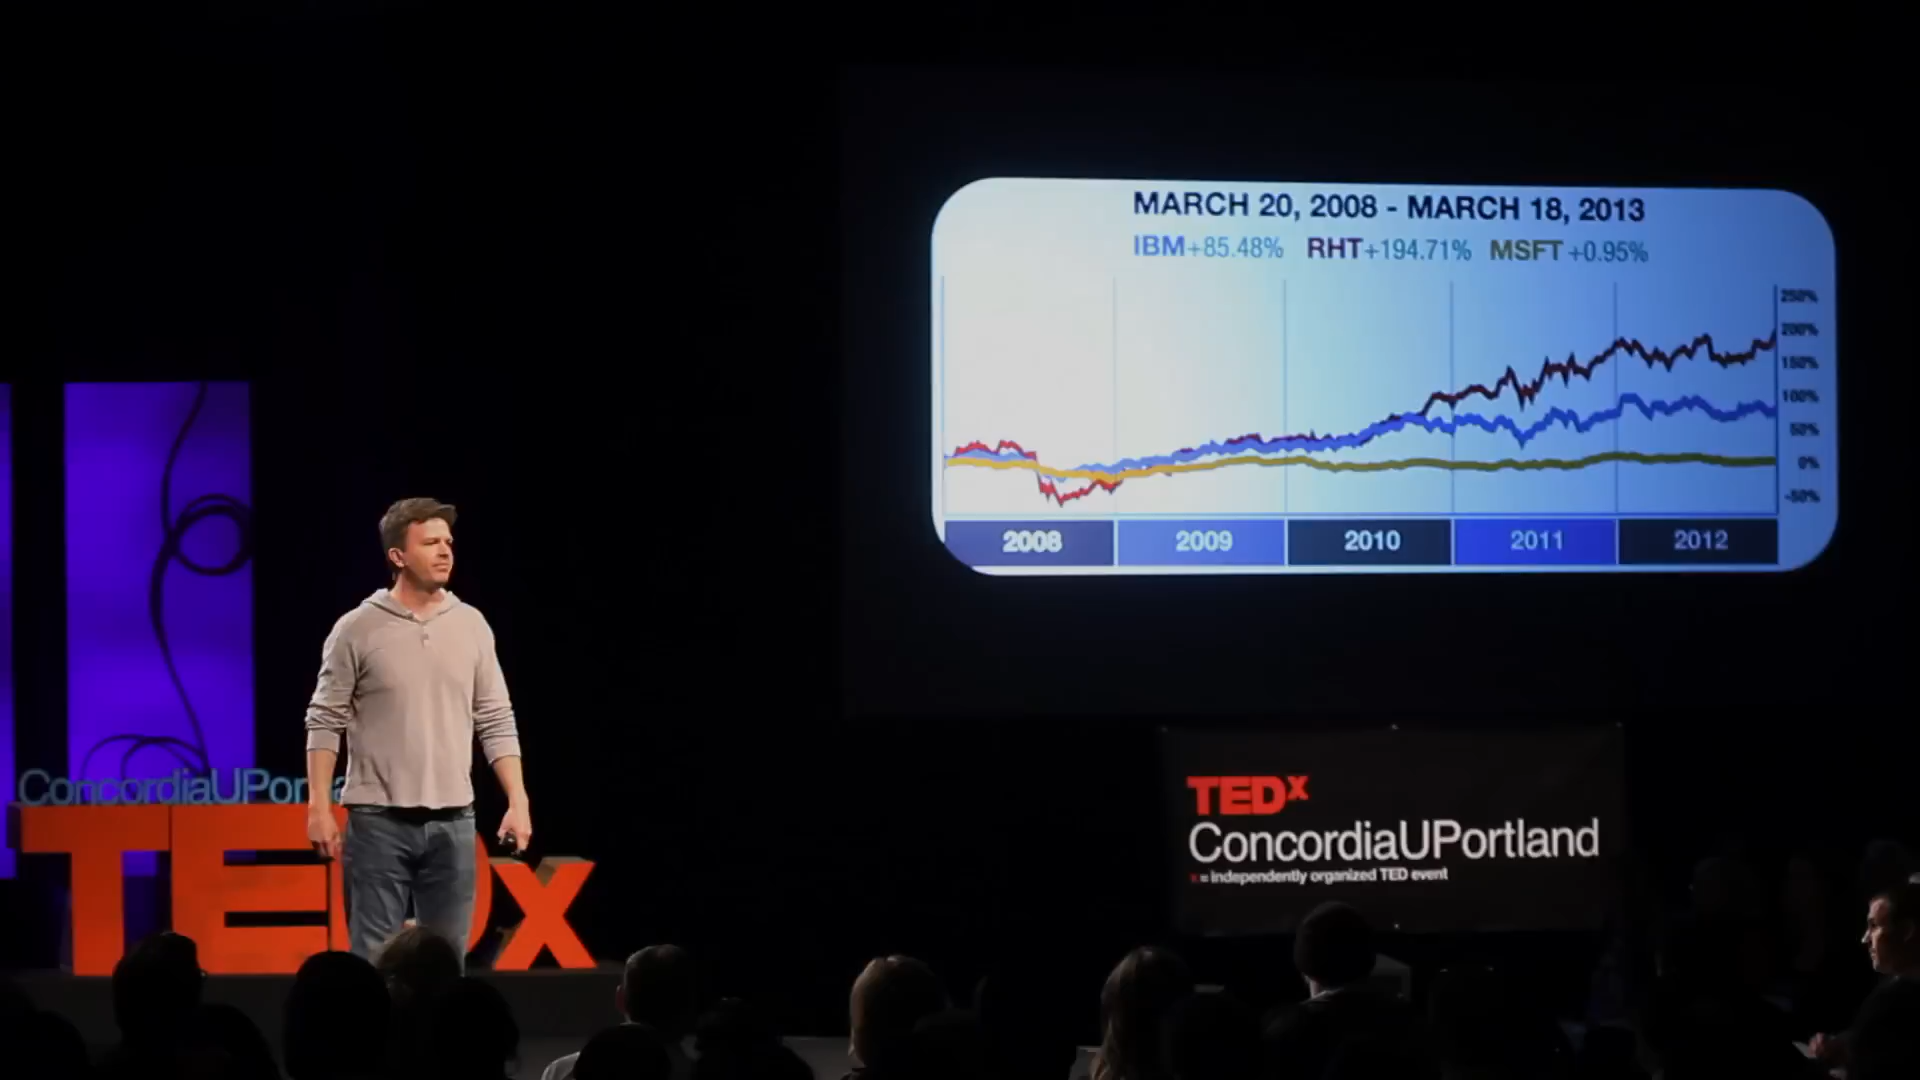 MARCH 20, 2008 - MARCH 18, 2013
IBM+85.48% RHT+194.71% MSFT +0.95%
250%
200%
150%
100%
50%
0%
-50%
2008 2009 2010 2011 2012
ConcordiaUPor
TEDx
TEDx
ConcordiaUPortland
x = independently organized TED event